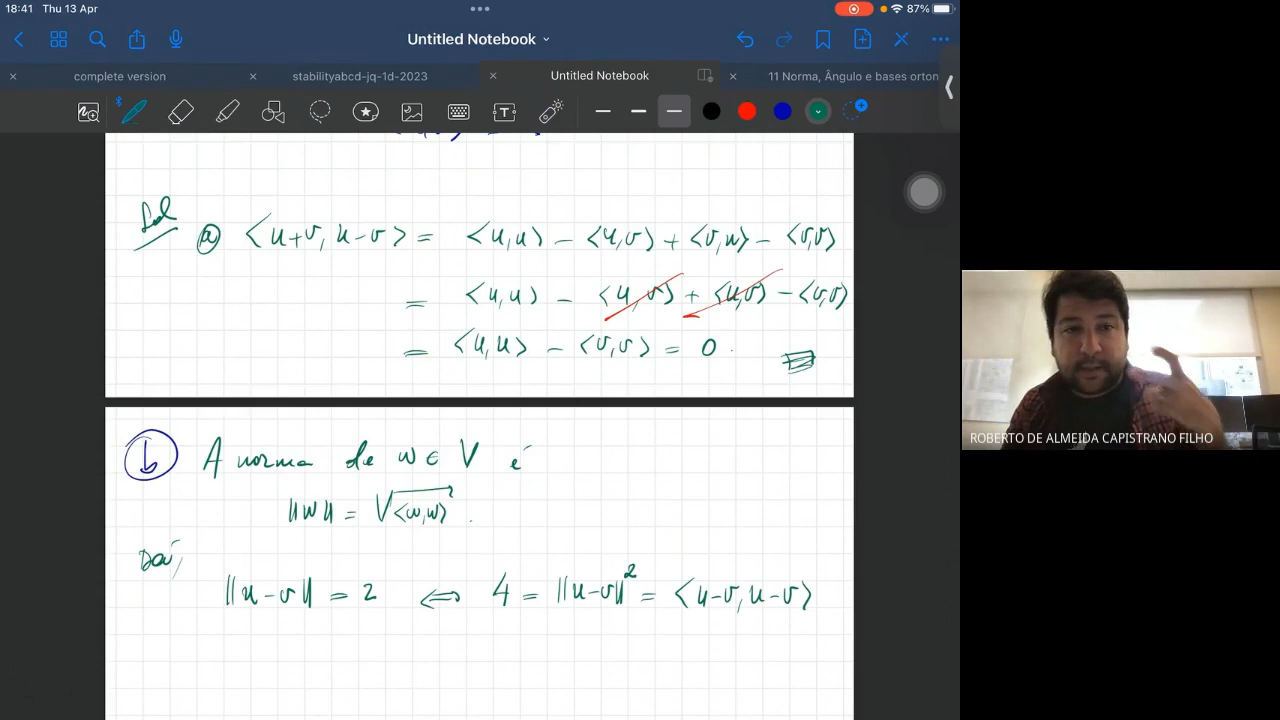 18:41 Thu 13 Apr
87%
Untitled Notebook
complete version
stabilityabcd-jq-1d-2023
Untitled Notebook
11 Norma, Ângulo e bases orton
Sol
ⓐ <u+v, u-v> = <u,u> - <u,v> + <v,u> - <v,v>
= <u,u> - <u,v> + <u,v> - <v,v>
= <u,u> - <v,v> = 0.
ROBERTO DE ALMEIDA CAPISTRANO FILHO
ⓑ A norma de w ∈ V é
||w|| = √<w,w>.
Daí,
||u-v|| = 2 ⟺ 4 = ||u-v||² = <u-v, u-v>